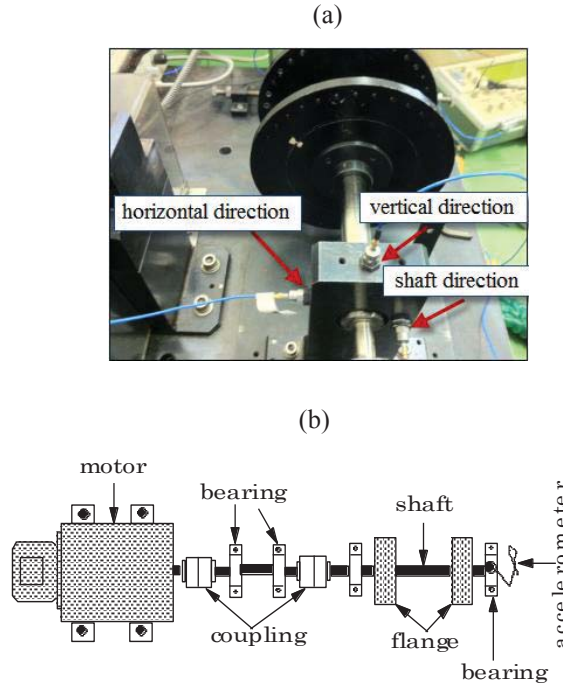 (a)
horizontal direction
vertical direction
shaft direction
(b)
motor
bearing
shaft
accelerometer
coupling
flange
bearing